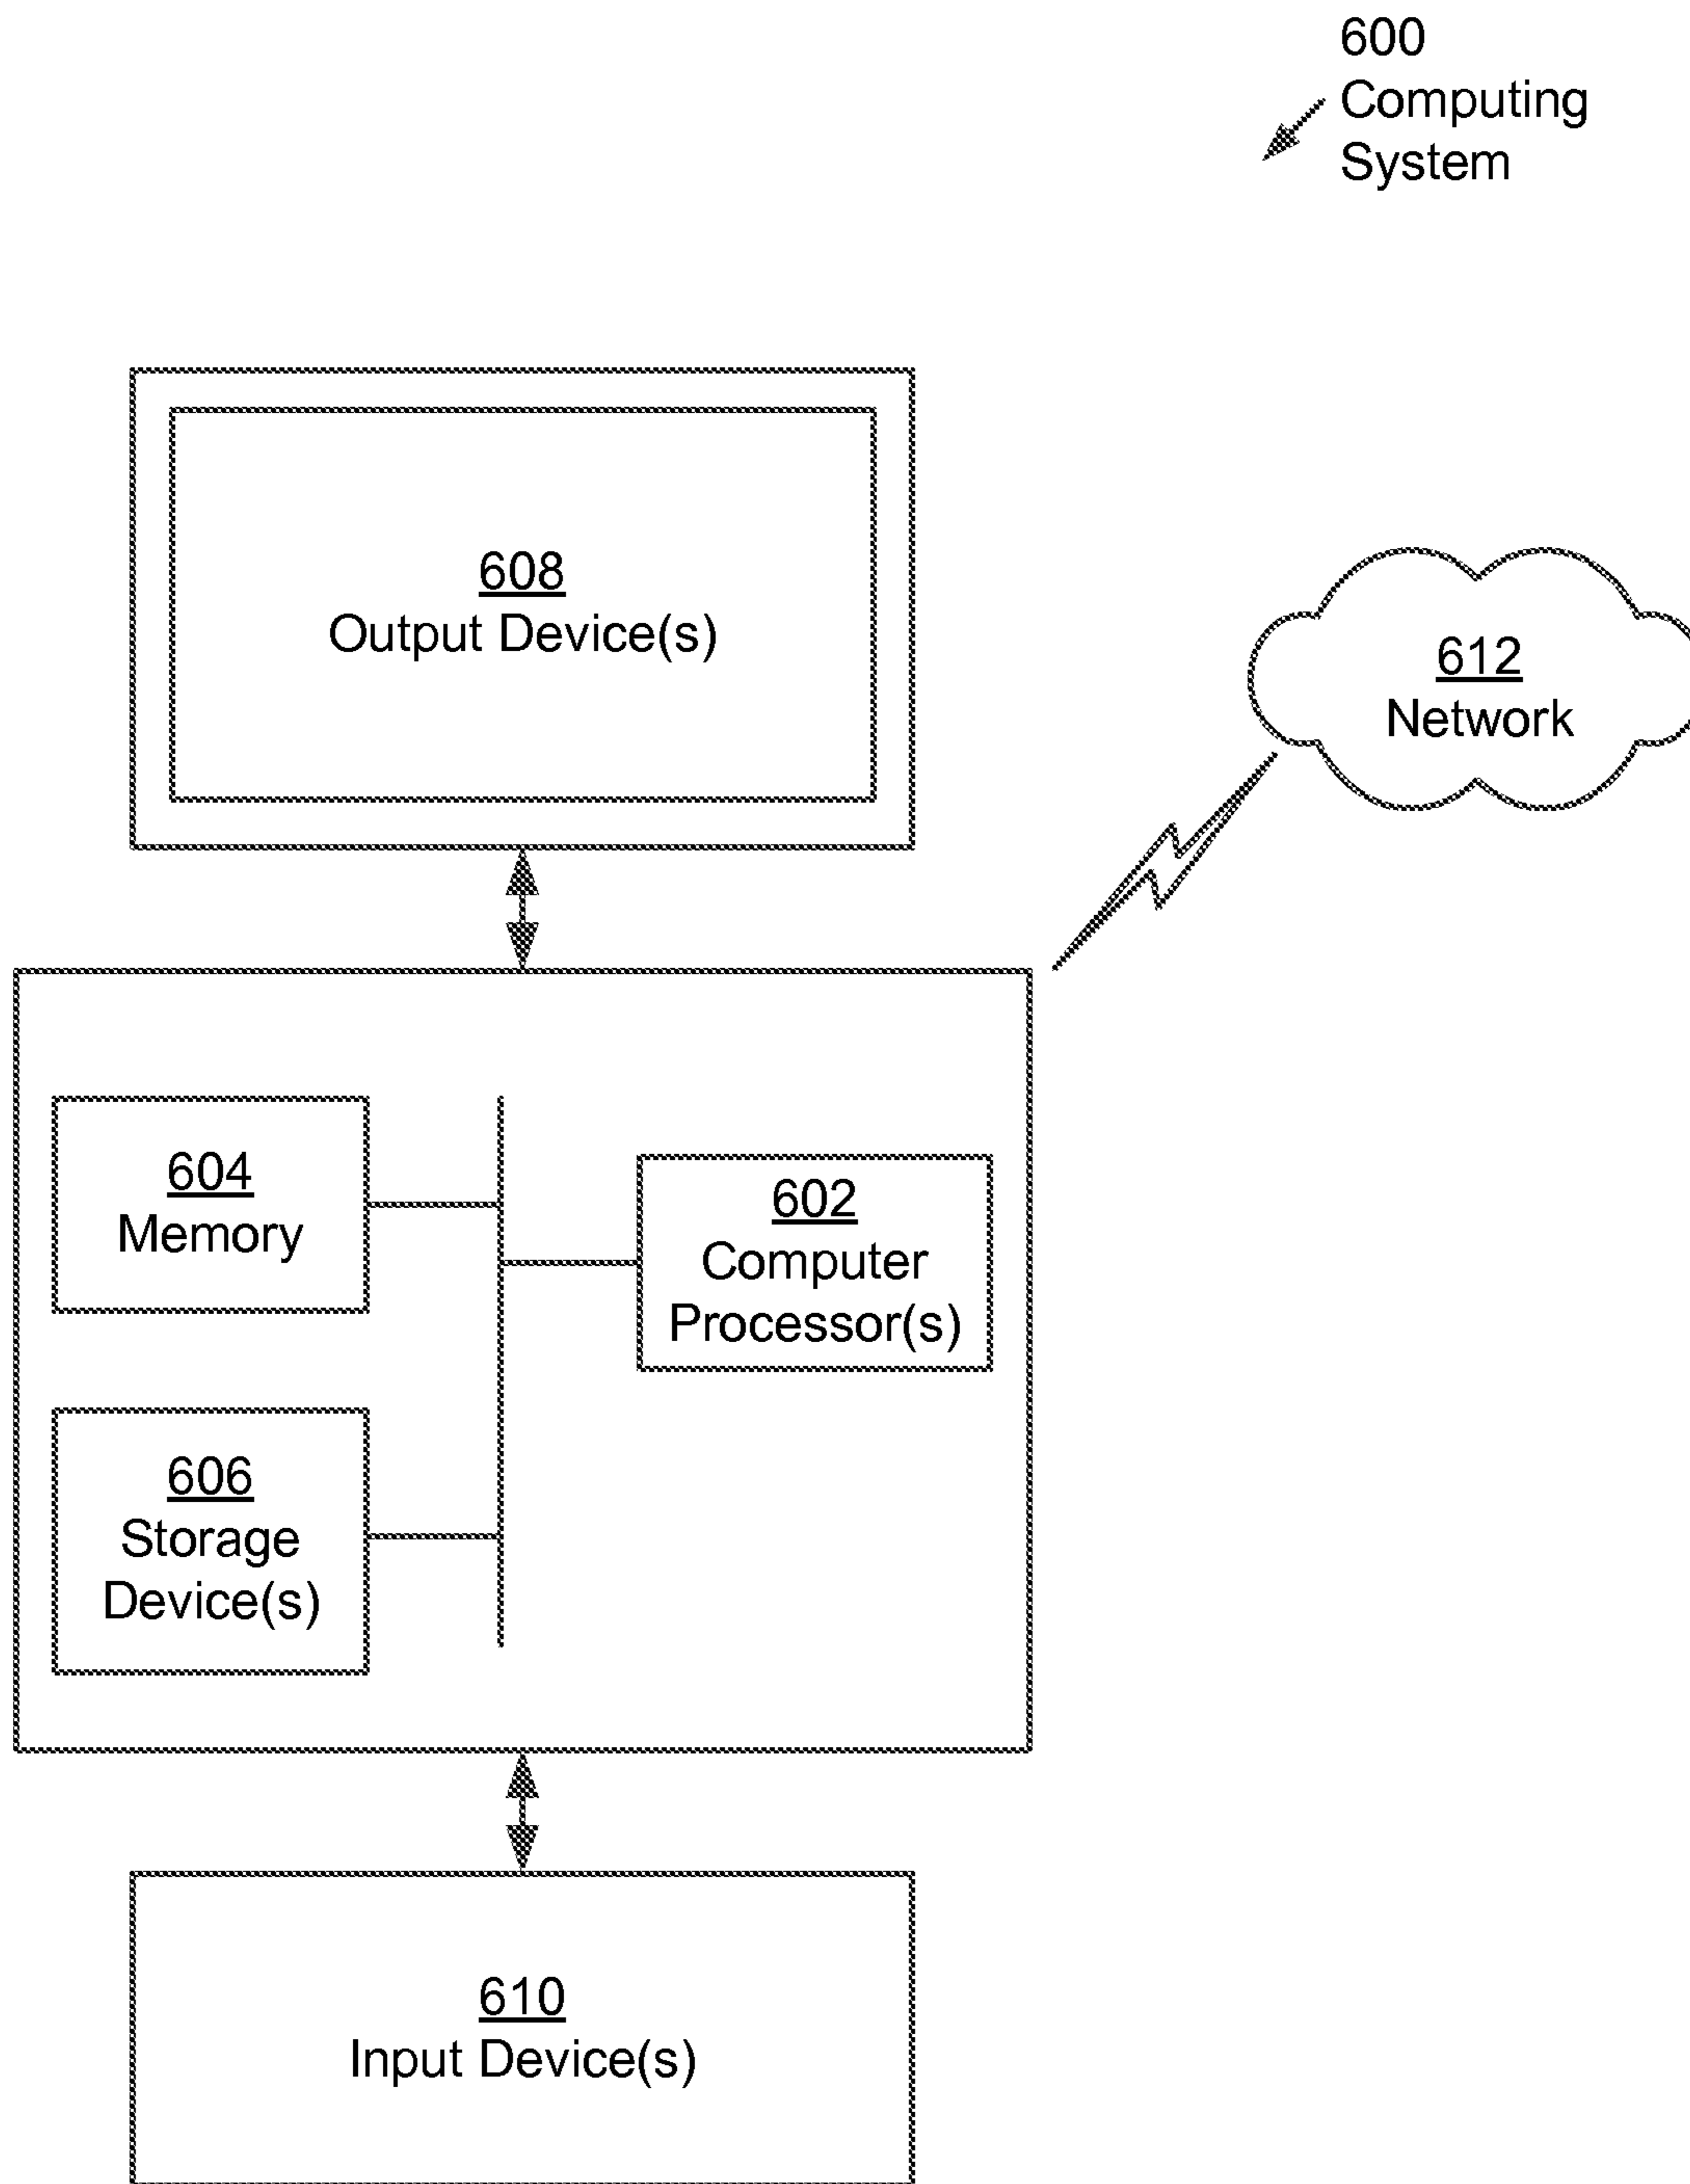 600
Computing
System
608
Output Device(s)
612
Network
604
Memory
602
Computer
Processor(s)
606
Storage
Device(s)
610
Input Device(s)